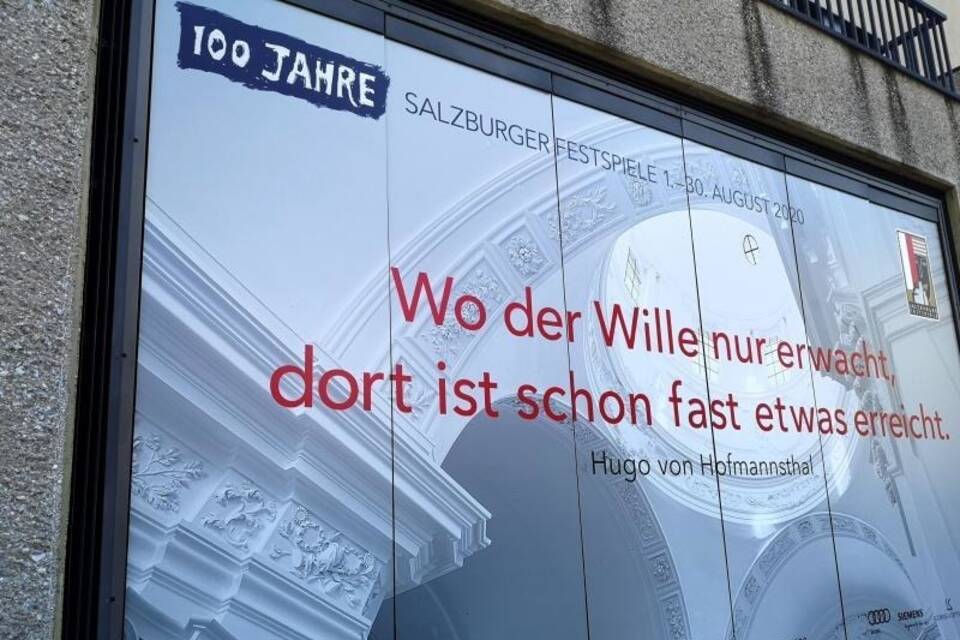 100 JAHRE
SALZBURGER FESTSPIELE 1.–30. AUGUST 2020
Wo der Wille nur erwacht,
dort ist schon fast etwas erreicht.
Hugo von Hofmannsthal
SIEMENS